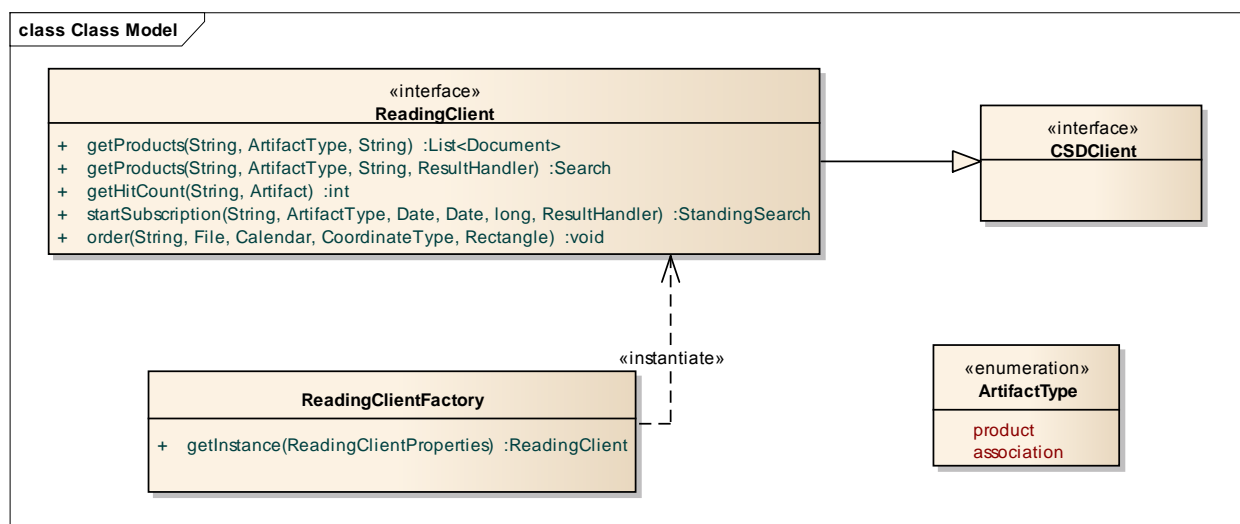 class Class Model
«interface»
ReadingClient
+ getProducts(String, ArtifactType, String) :List<Document>
+ getProducts(String, ArtifactType, String, ResultHandler) :Search
+ getHitCount(String, Artifact) :int
+ startSubscription(String, ArtifactType, Date, Date, long, ResultHandler) :StandingSearch
+ order(String, File, Calendar, CoordinateType, Rectangle) :void
«interface»
CSDClient
«instantiate»
ReadingClientFactory
+ getInstance(ReadingClientProperties) :ReadingClient
«enumeration»
ArtifactType
product
association